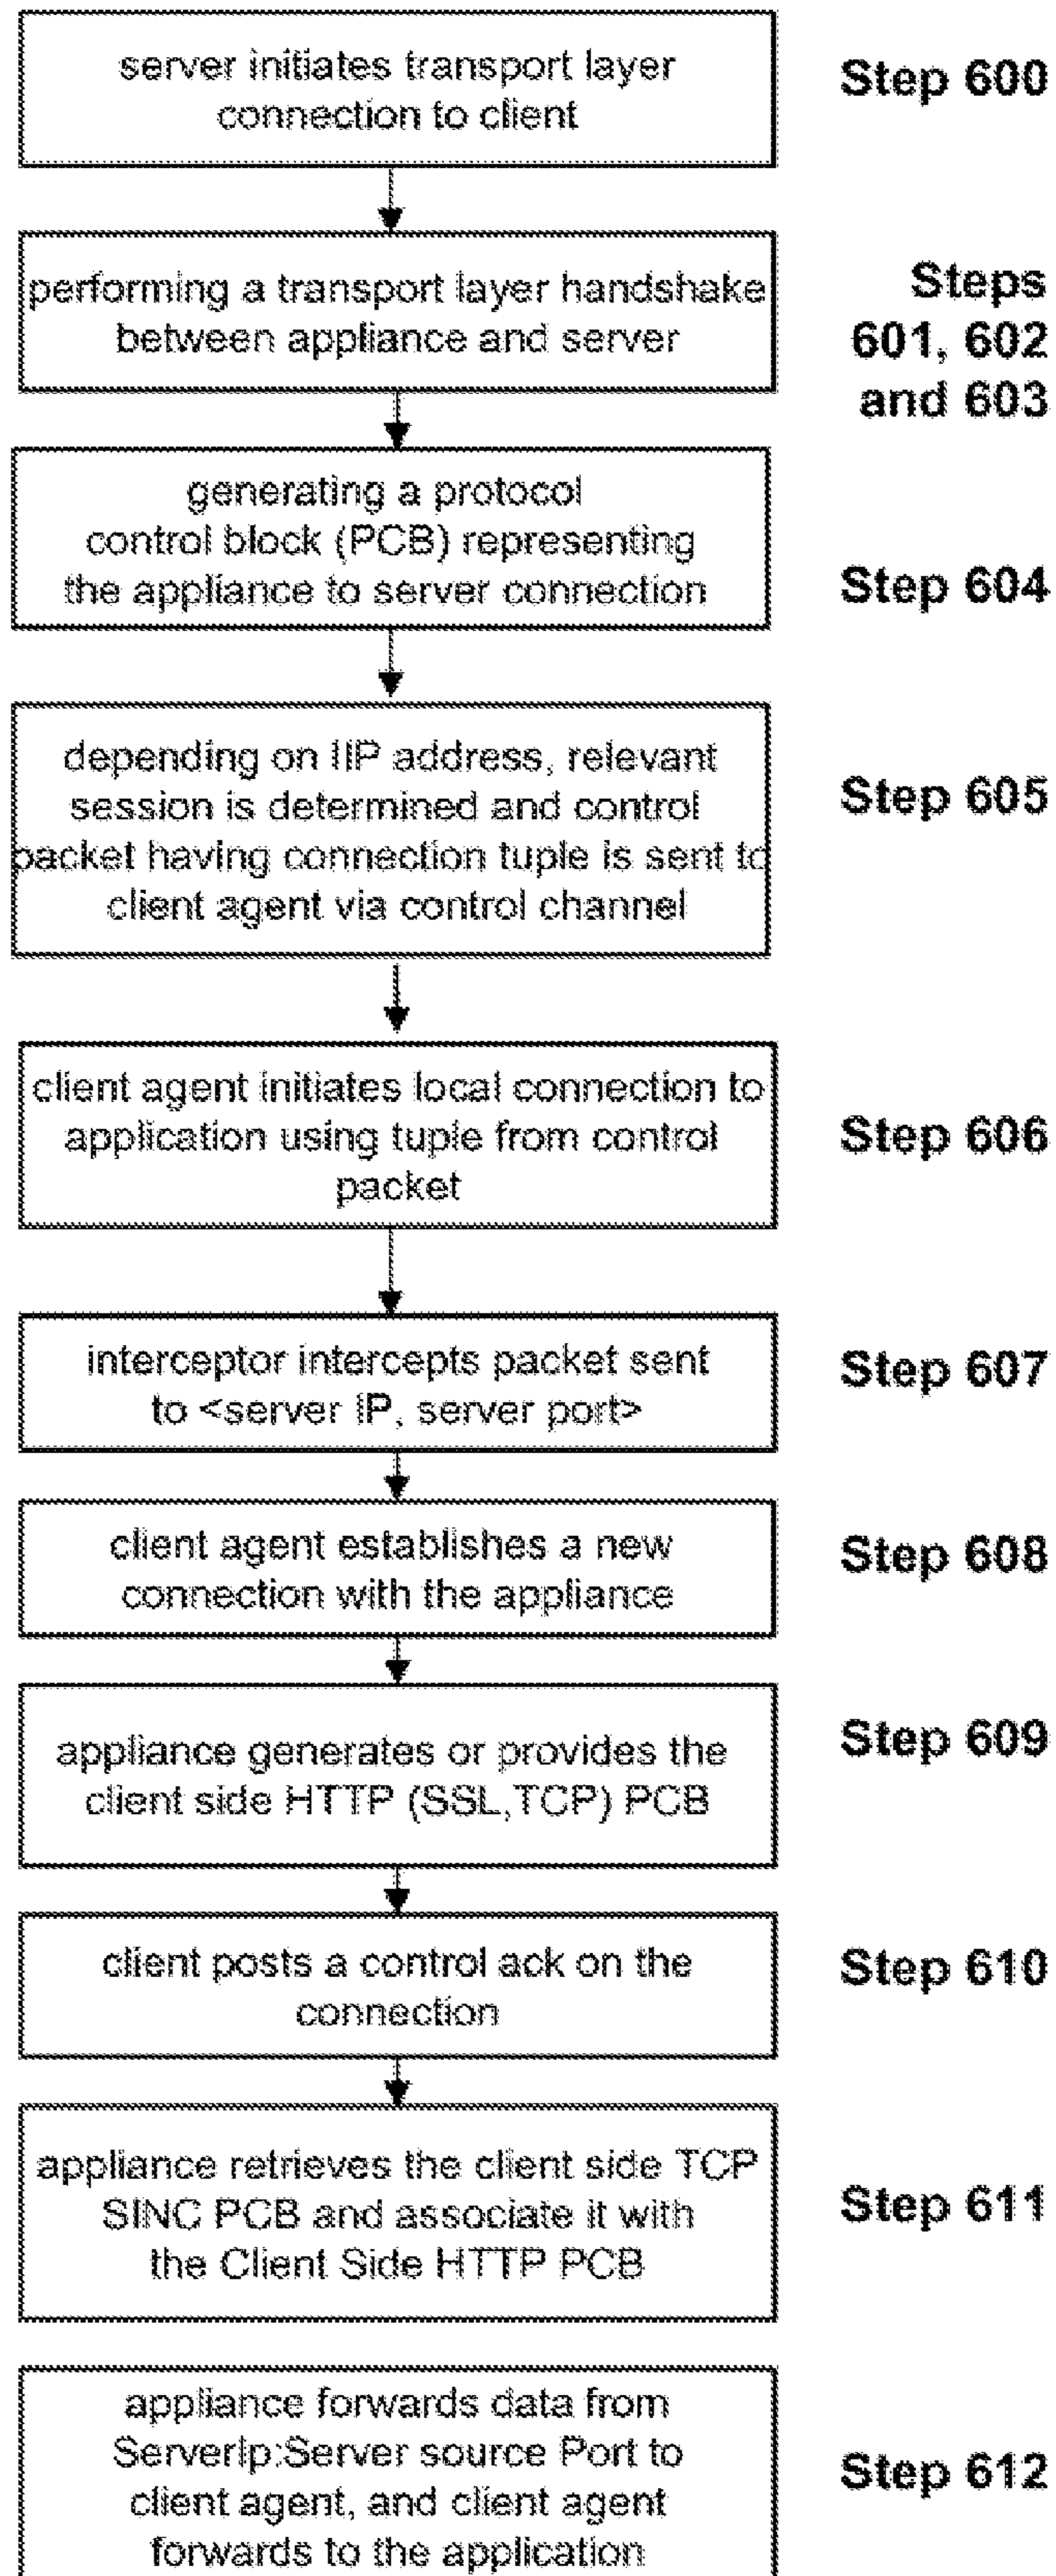 server initiates transport layer
connection to client
Step 600
performing a transport layer handshake
between appliance and server
Steps
601, 602
and 603
generating a protocol
control block (PCB) representing
the appliance to server connection
Step 604
depending on IIP address, relevant
session is determined and control
packet having connection tuple is sent to
client agent via control channel
Step 605
client agent initiates local connection to
application using tuple from control
packet
Step 606
interceptor intercepts packet sent
to <server IP, server port>
Step 607
client agent establishes a new
connection with the appliance
Step 608
appliance generates or provides the
client side HTTP (SSL,TCP) PCB
Step 609
client posts a control ack on the
connection
Step 610
appliance retrieves the client side TCP
SINC PCB and associate it with
the Client Side HTTP PCB
Step 611
appliance forwards data from
ServerIp:Server source Port to
client agent, and client agent
forwards to the application
Step 612